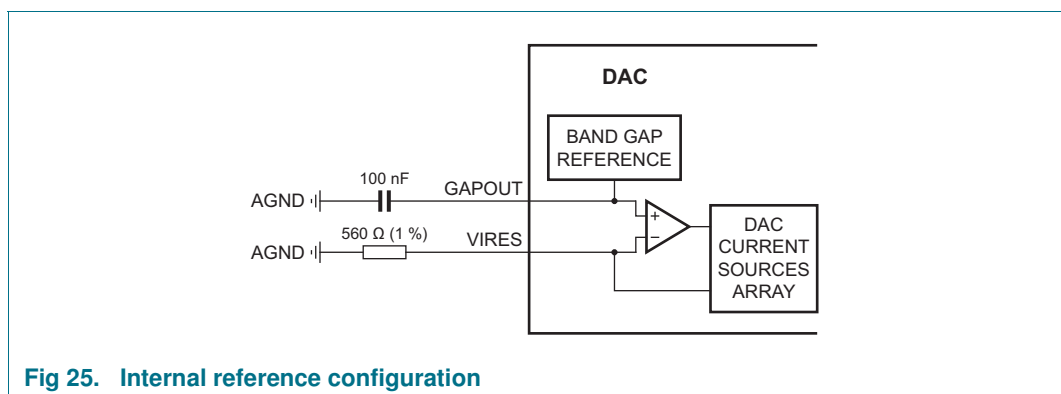 DAC
BAND GAP
REFERENCE
100 nF
GAPOUT
AGND
560 Ω (1 %)
VIRES
AGND
+
−
DAC
CURRENT
SOURCES
ARRAY
Fig 25. Internal reference configuration